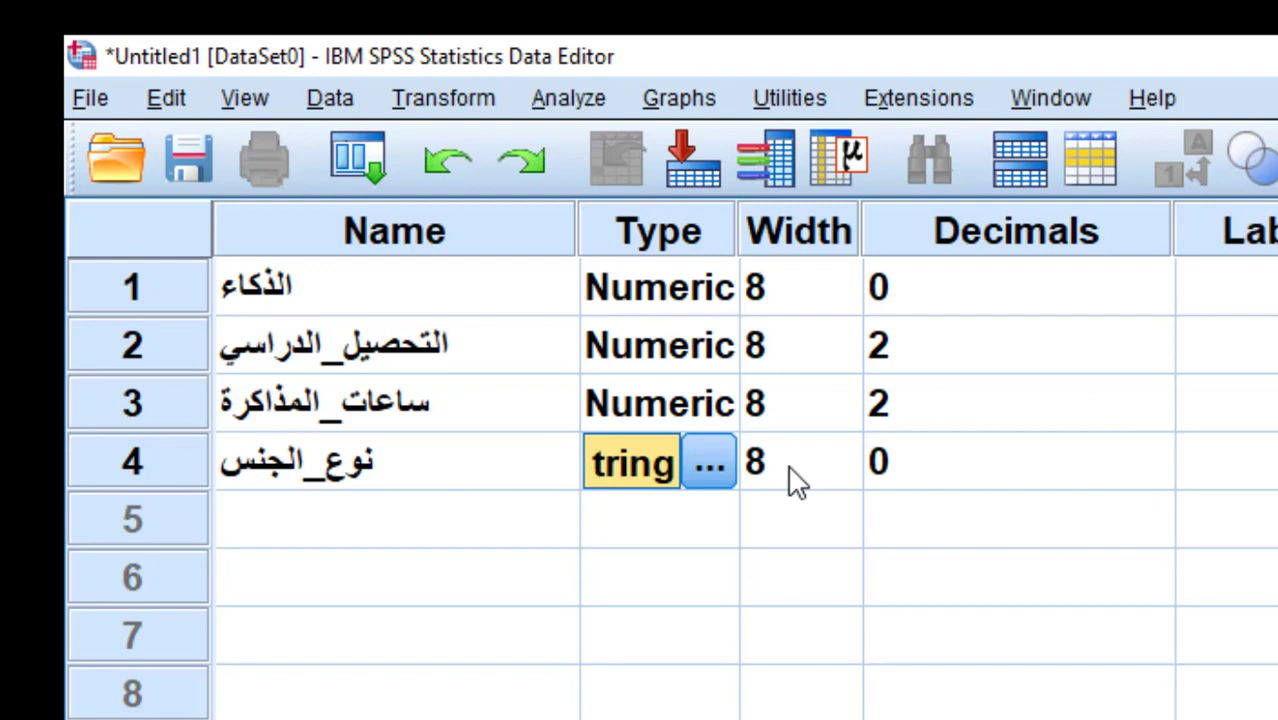 *Untitled1 [DataSet0] - IBM SPSS Statistics Data Editor
File Edit View Data Transform Analyze Graphs Utilities Extensions Window Help
Name Type Width Decimals Lab
1 الذكاء Numeric 8 0
2 التحصيل_الدراسي Numeric 8 2
3 ساعات_المذاكرة Numeric 8 2
4 نوع_الجنس tring ... 8 0
5
6
7
8